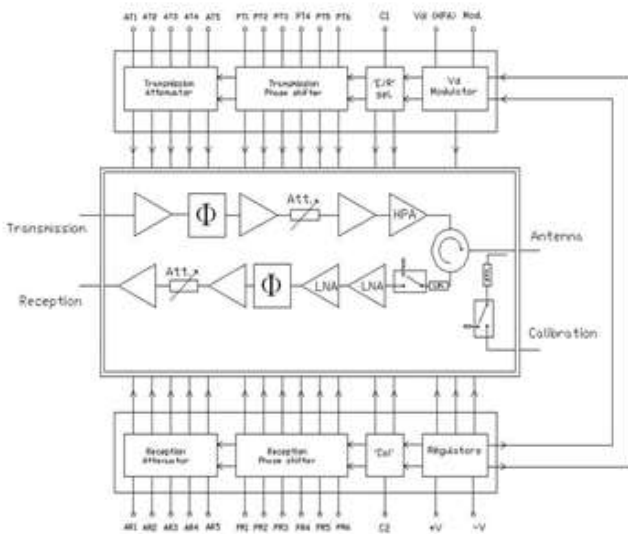 AT1 AT2 AT3 AT4 AT5 PT1 PT2 PT3 PT4 PT5 PT6 C1 Vd (HPA) Mod.
Transmission
Attenuator
Transmission
Phase shifter
'E/R'
sel.
Vd
Modulator
Att.
Φ
HPA
Transmission
Antenna
Att.
Φ
LNA
LNA
Reception
Calibration
Reception
Attenuator
Reception
Phase shifter
'Cal'
Régulators
AR1 AR2 AR3 AR4 AR5 PR1 PR2 PR3 PR4 PR5 PR6 C2 +V -V